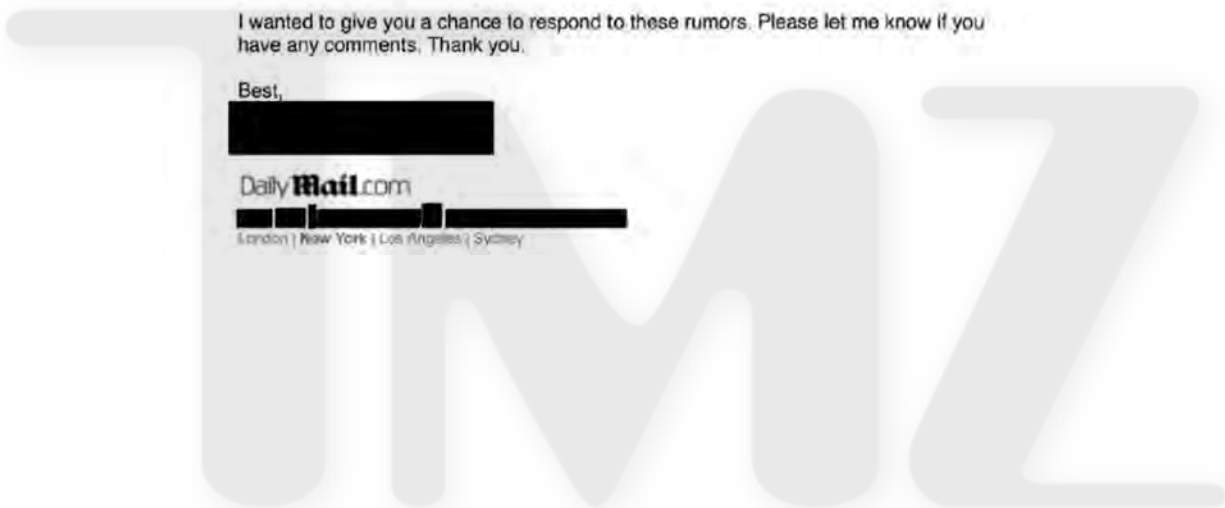 I wanted to give you a chance to respond to these rumors. Please let me know if you
have any comments. Thank you.
Best,
DailyMail.com
London | New York | Los Angeles | Sydney
TMZ